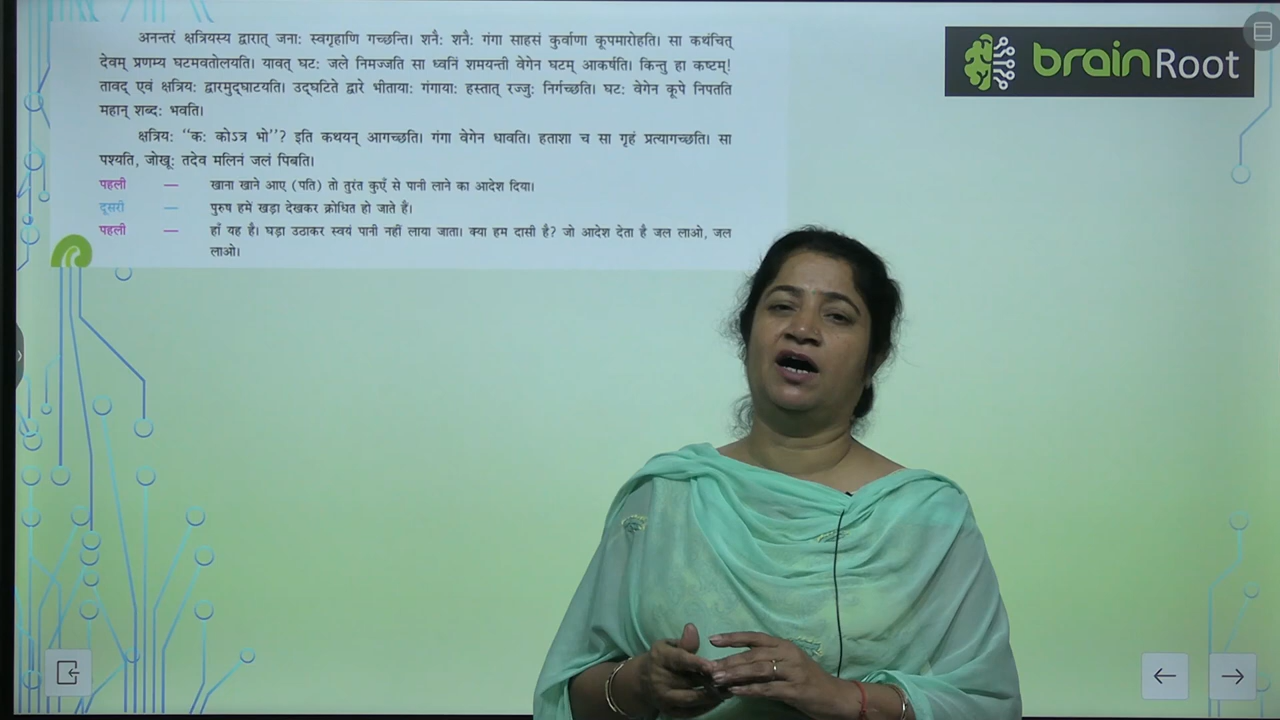 brainRoot
अनन्तरं क्षत्रियस्य द्वारात् जनाः स्वगृहाणि गच्छन्ति। शनैः शनैः गंगा साहसं कुर्वाणा कूपमारोहति। सा कथंचित्
देवम् प्रणम्य घटमवतोलयति। यावत् घटः जले निमज्जति सा ध्वनिं शमयन्ती वेगेन घटम् आकर्षति। किन्तु हा कष्टम्!
तावद् एवं क्षत्रियः द्वारमुद्घाटयति। उद्घटिते द्वारे भीतायाः गंगायाः हस्तात् रज्जुः निर्गच्छति। घटः वेगेन कूपे निपतति
महान् शब्दः भवति।
क्षत्रियः “कः कोऽत्र भो”? इति कथयन् आगच्छति। गंगा वेगेन धावति। हताशा च सा गृहं प्रत्यागच्छति। सा
पश्यति, जोखूः तदेव मलिनं जलं पिबति।
पहली — खाना खाने आए (पति) तो तुरंत कुएँ से पानी लाने का आदेश दिया।
दूसरी — पुरुष हमें खड़ा देखकर क्रोधित हो जाते हैं।
पहली — हाँ यह है। घड़ा उठाकर स्वयं पानी नहीं लाया जाता। क्या हम दासी है? जो आदेश देता है जल लाओ, जल
लाओ।